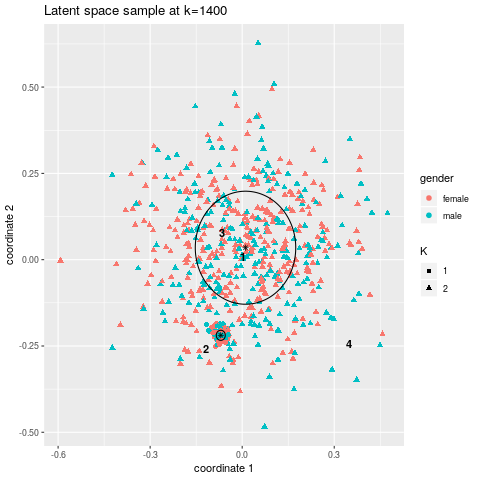 Latent space sample at k=1400
coordinate 2
0.50
0.25
0.00
-0.25
-0.50
3
1
2
4
-0.6
-0.3
0.0
0.3
coordinate 1
gender
female
male
K
1
2